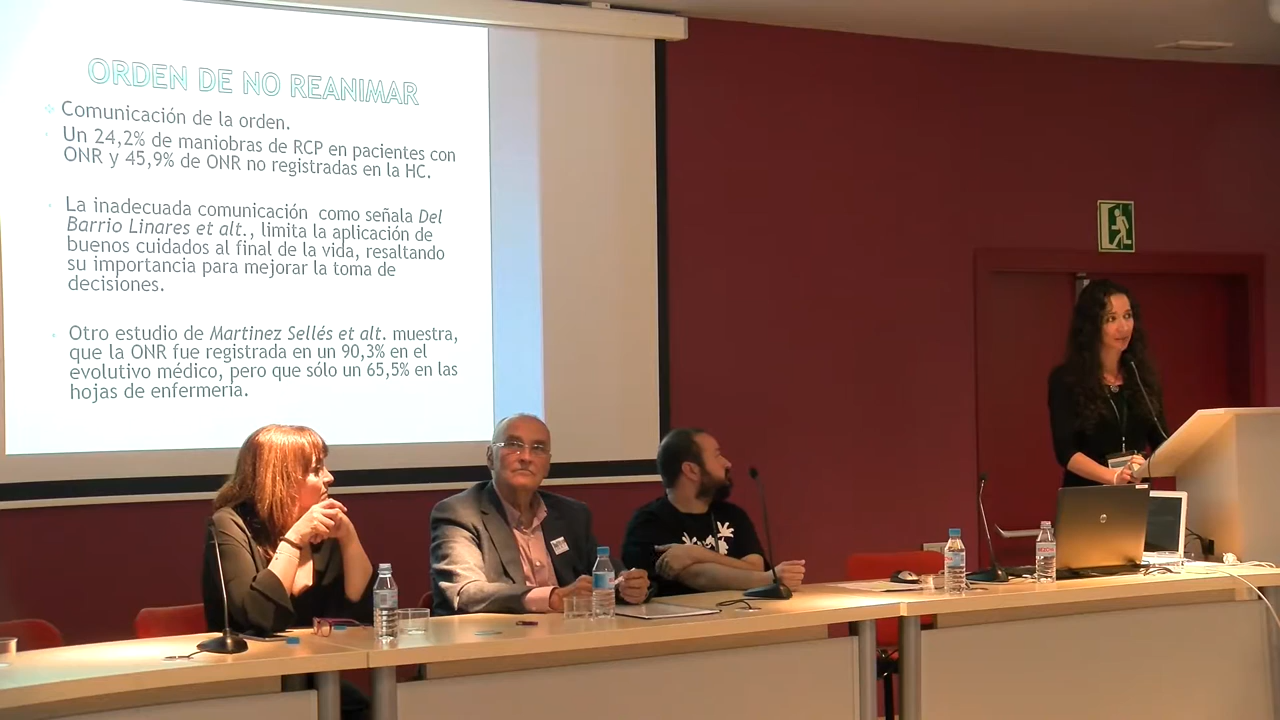 ORDEN DE NO REANIMAR
Comunicación de la orden.
Un 24,2% de maniobras de RCP en pacientes con
ONR y 45,9% de ONR no registradas en la HC.
La inadecuada comunicación como señala Del
Barrio Linares et alt., limita la aplicación de
buenos cuidados al final de la vida, resaltando
su importancia para mejorar la toma de
decisiones.
Otro estudio de Martinez Sellés et alt. muestra,
que la ONR fue registrada en un 90,3% en el
evolutivo médico, pero que sólo un 65,5% en las
hojas de enfermería.
hp